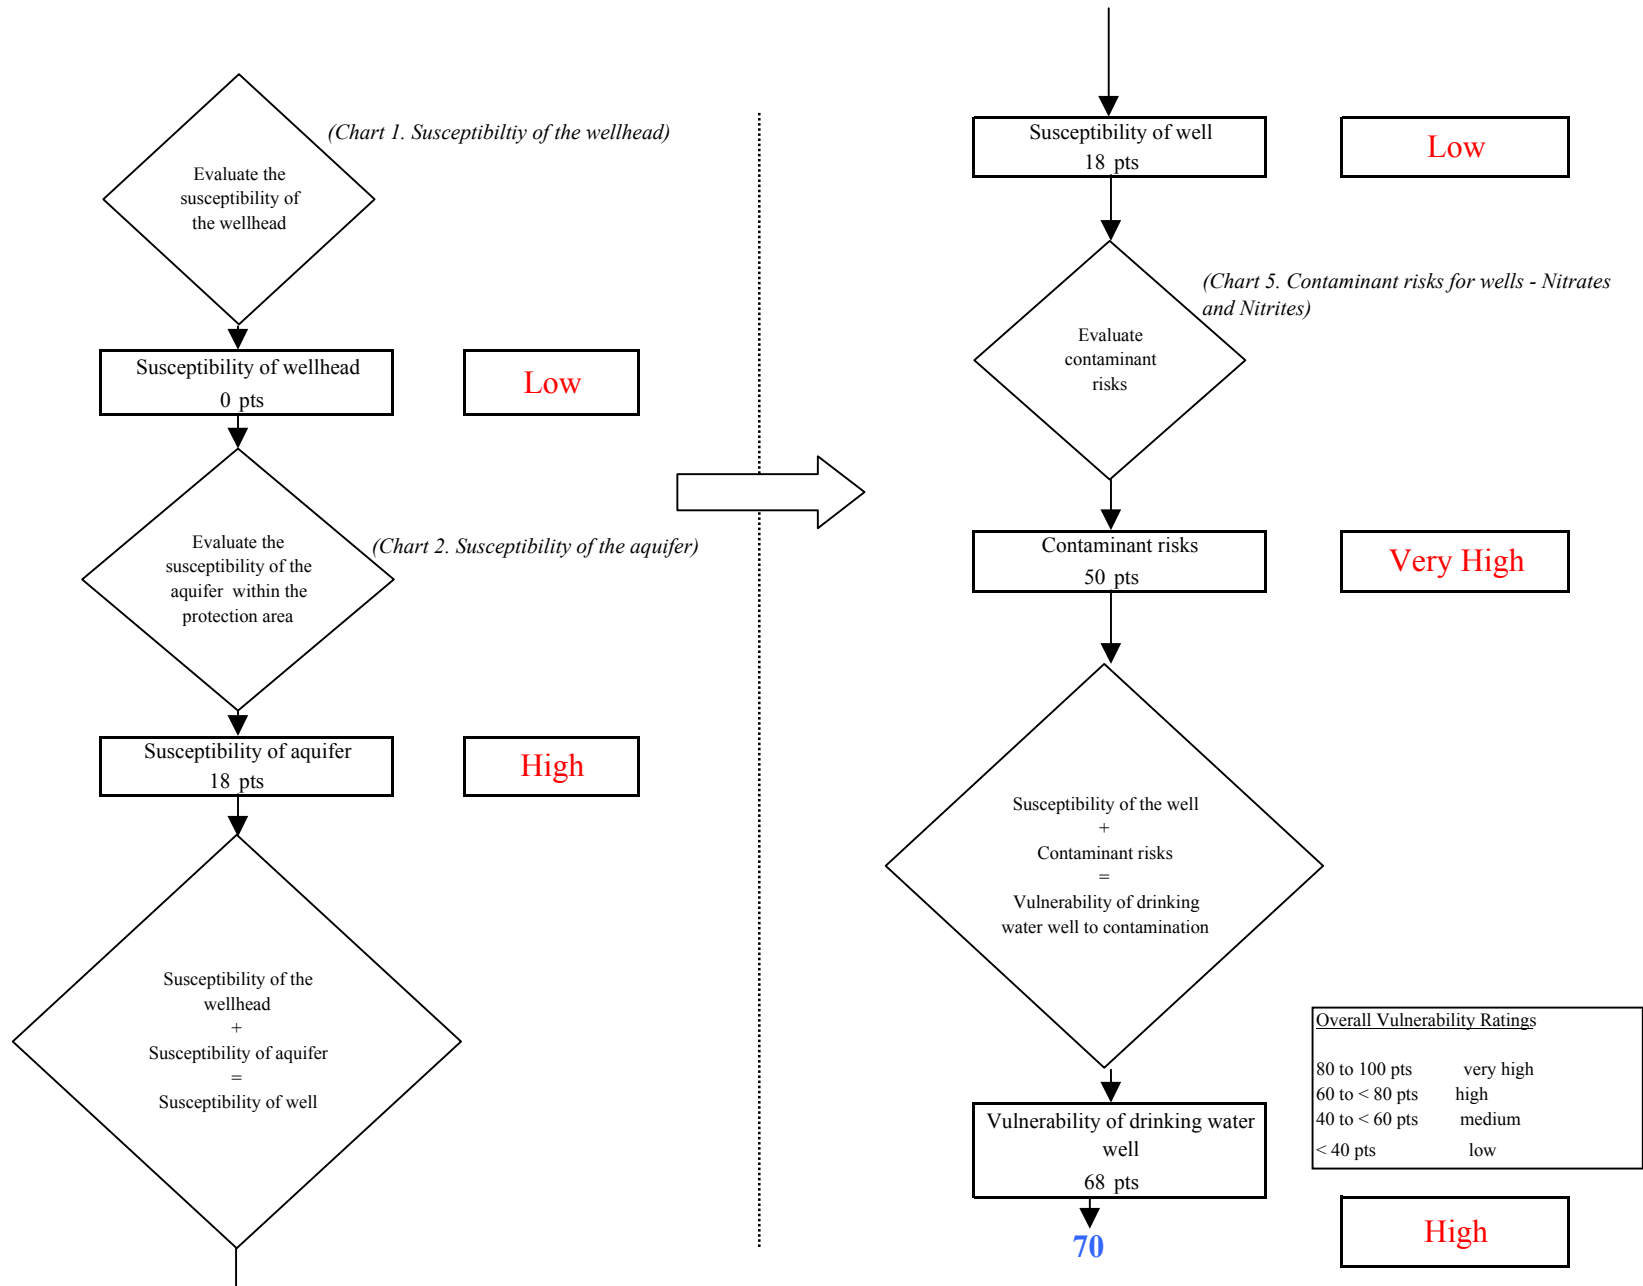 (Chart 1. Susceptibiltiy of the wellhead)
Evaluate the
susceptibility of
the wellhead
Susceptibility of wellhead
0 pts
Low
(Chart 2. Susceptibility of the aquifer)
Evaluate the
susceptibility of the
aquifer within the
protection area
Susceptibility of aquifer
18 pts
High
Susceptibility of the
wellhead
+
Susceptibility of aquifer
=
Susceptibility of well
Susceptibility of well
18 pts
Low
(Chart 5. Contaminant risks for wells - Nitrates
and Nitrites)
Evaluate
contaminant
risks
Contaminant risks
50 pts
Very High
Susceptibility of the well
+
Contaminant risks
=
Vulnerability of drinking
water well to contamination
Overall Vulnerability Ratings
80 to 100 pts very high
60 to < 80 pts high
40 to < 60 pts medium
< 40 pts low
Vulnerability of drinking water
well
68 pts
High
70